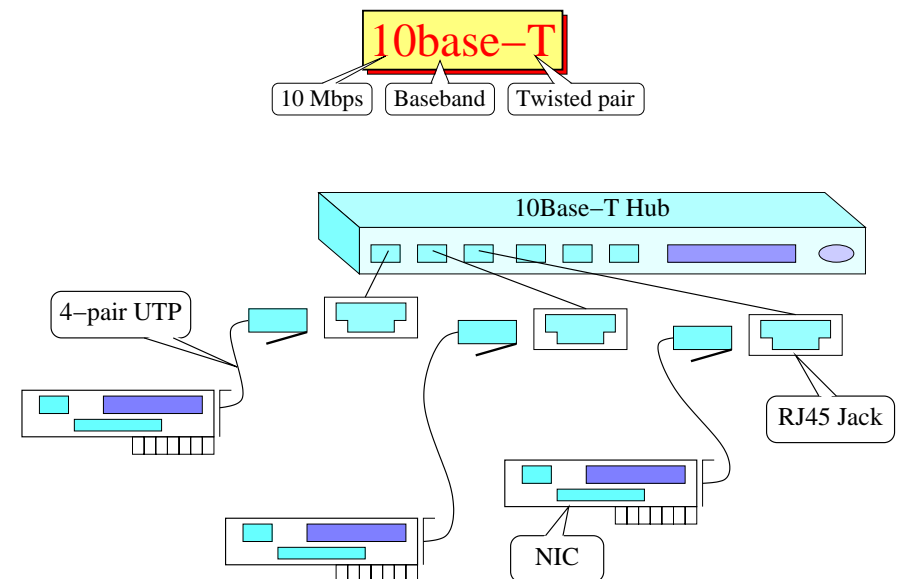 10base−T
10 Mbps
Baseband
Twisted pair
10Base−T Hub
4−pair UTP
RJ45 Jack
NIC